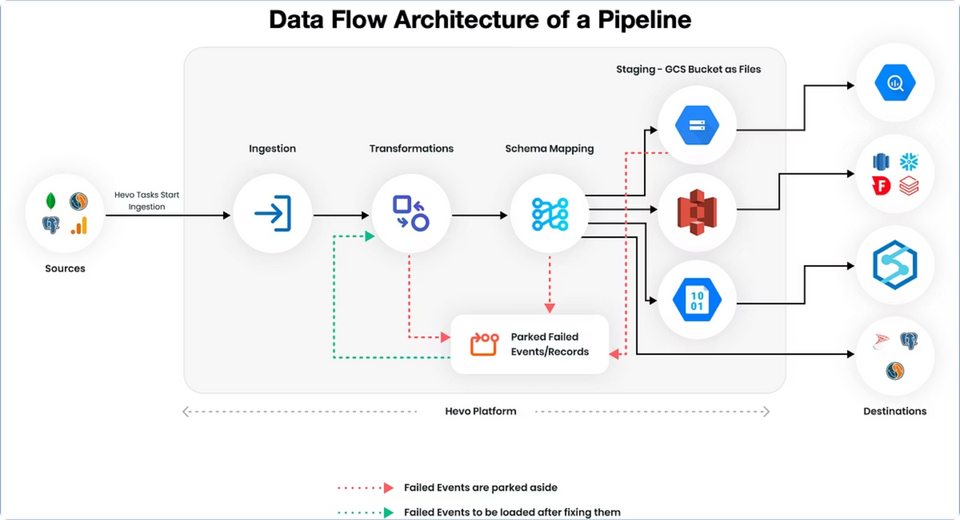 Data Flow Architecture of a Pipeline
Staging - GCS Bucket as Files
Ingestion
Transformations
Schema Mapping
Hevo Tasks Start
Ingestion
Sources
F
10
01
Parked Failed
Events/Records
Hevo Platform
Destinations
Failed Events are parked aside
Failed Events to be loaded after fixing them